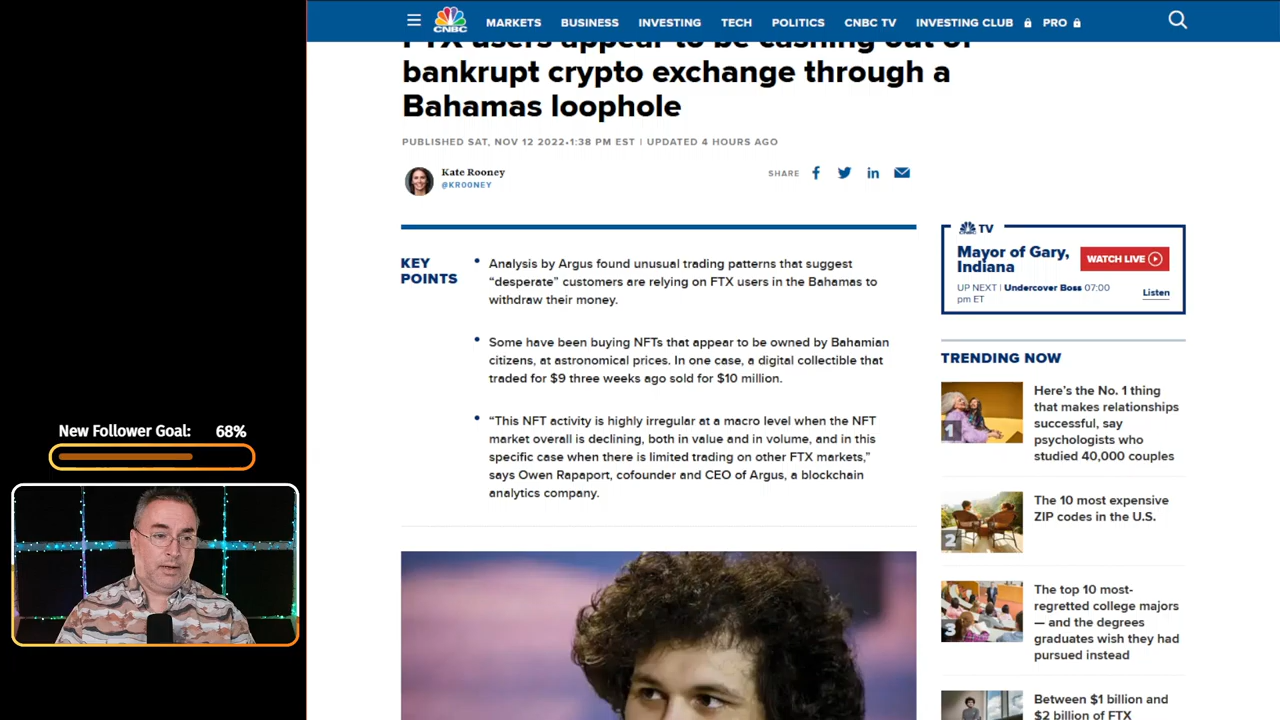 CNBC
MARKETS BUSINESS INVESTING TECH POLITICS CNBC TV INVESTING CLUB PRO
FTX users appear to be cashing out of
bankrupt crypto exchange through a
Bahamas loophole
PUBLISHED SAT, NOV 12 2022•1:38 PM EST | UPDATED 4 HOURS AGO
Kate Rooney
@KROONEY
SHARE
KEY
POINTS
• Analysis by Argus found unusual trading patterns that suggest
“desperate” customers are relying on FTX users in the Bahamas to
withdraw their money.
• Some have been buying NFTs that appear to be owned by Bahamian
citizens, at astronomical prices. In one case, a digital collectible that
traded for $9 three weeks ago sold for $10 million.
• “This NFT activity is highly irregular at a macro level when the NFT
market overall is declining, both in value and in volume, and in this
specific case when there is limited trading on other FTX markets,”
says Owen Rapaport, cofounder and CEO of Argus, a blockchain
analytics company.
TV
Mayor of Gary,
Indiana
WATCH LIVE
UP NEXT | Undercover Boss 07:00
pm ET
Listen
TRENDING NOW
1
Here's the No. 1 thing
that makes relationships
successful, say
psychologists who
studied 40,000 couples
2
The 10 most expensive
ZIP codes in the U.S.
3
The top 10 most-
regretted college majors
— and the degrees
graduates wish they had
pursued instead
Between $1 billion and
$2 billion of FTX
New Follower Goal: 68%